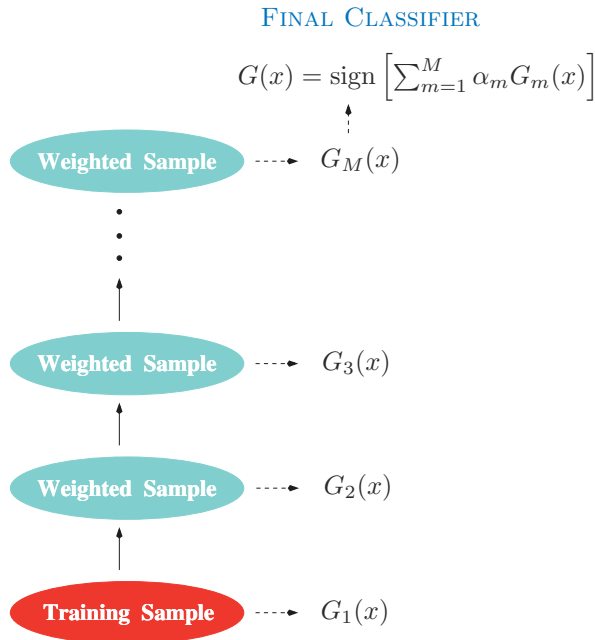 FINAL CLASSIFIER
G(x) = sign [∑_{m=1}^{M} α_m G_m(x)]
Weighted Sample G_M(x)
Weighted Sample G_3(x)
Weighted Sample G_2(x)
Training Sample G_1(x)